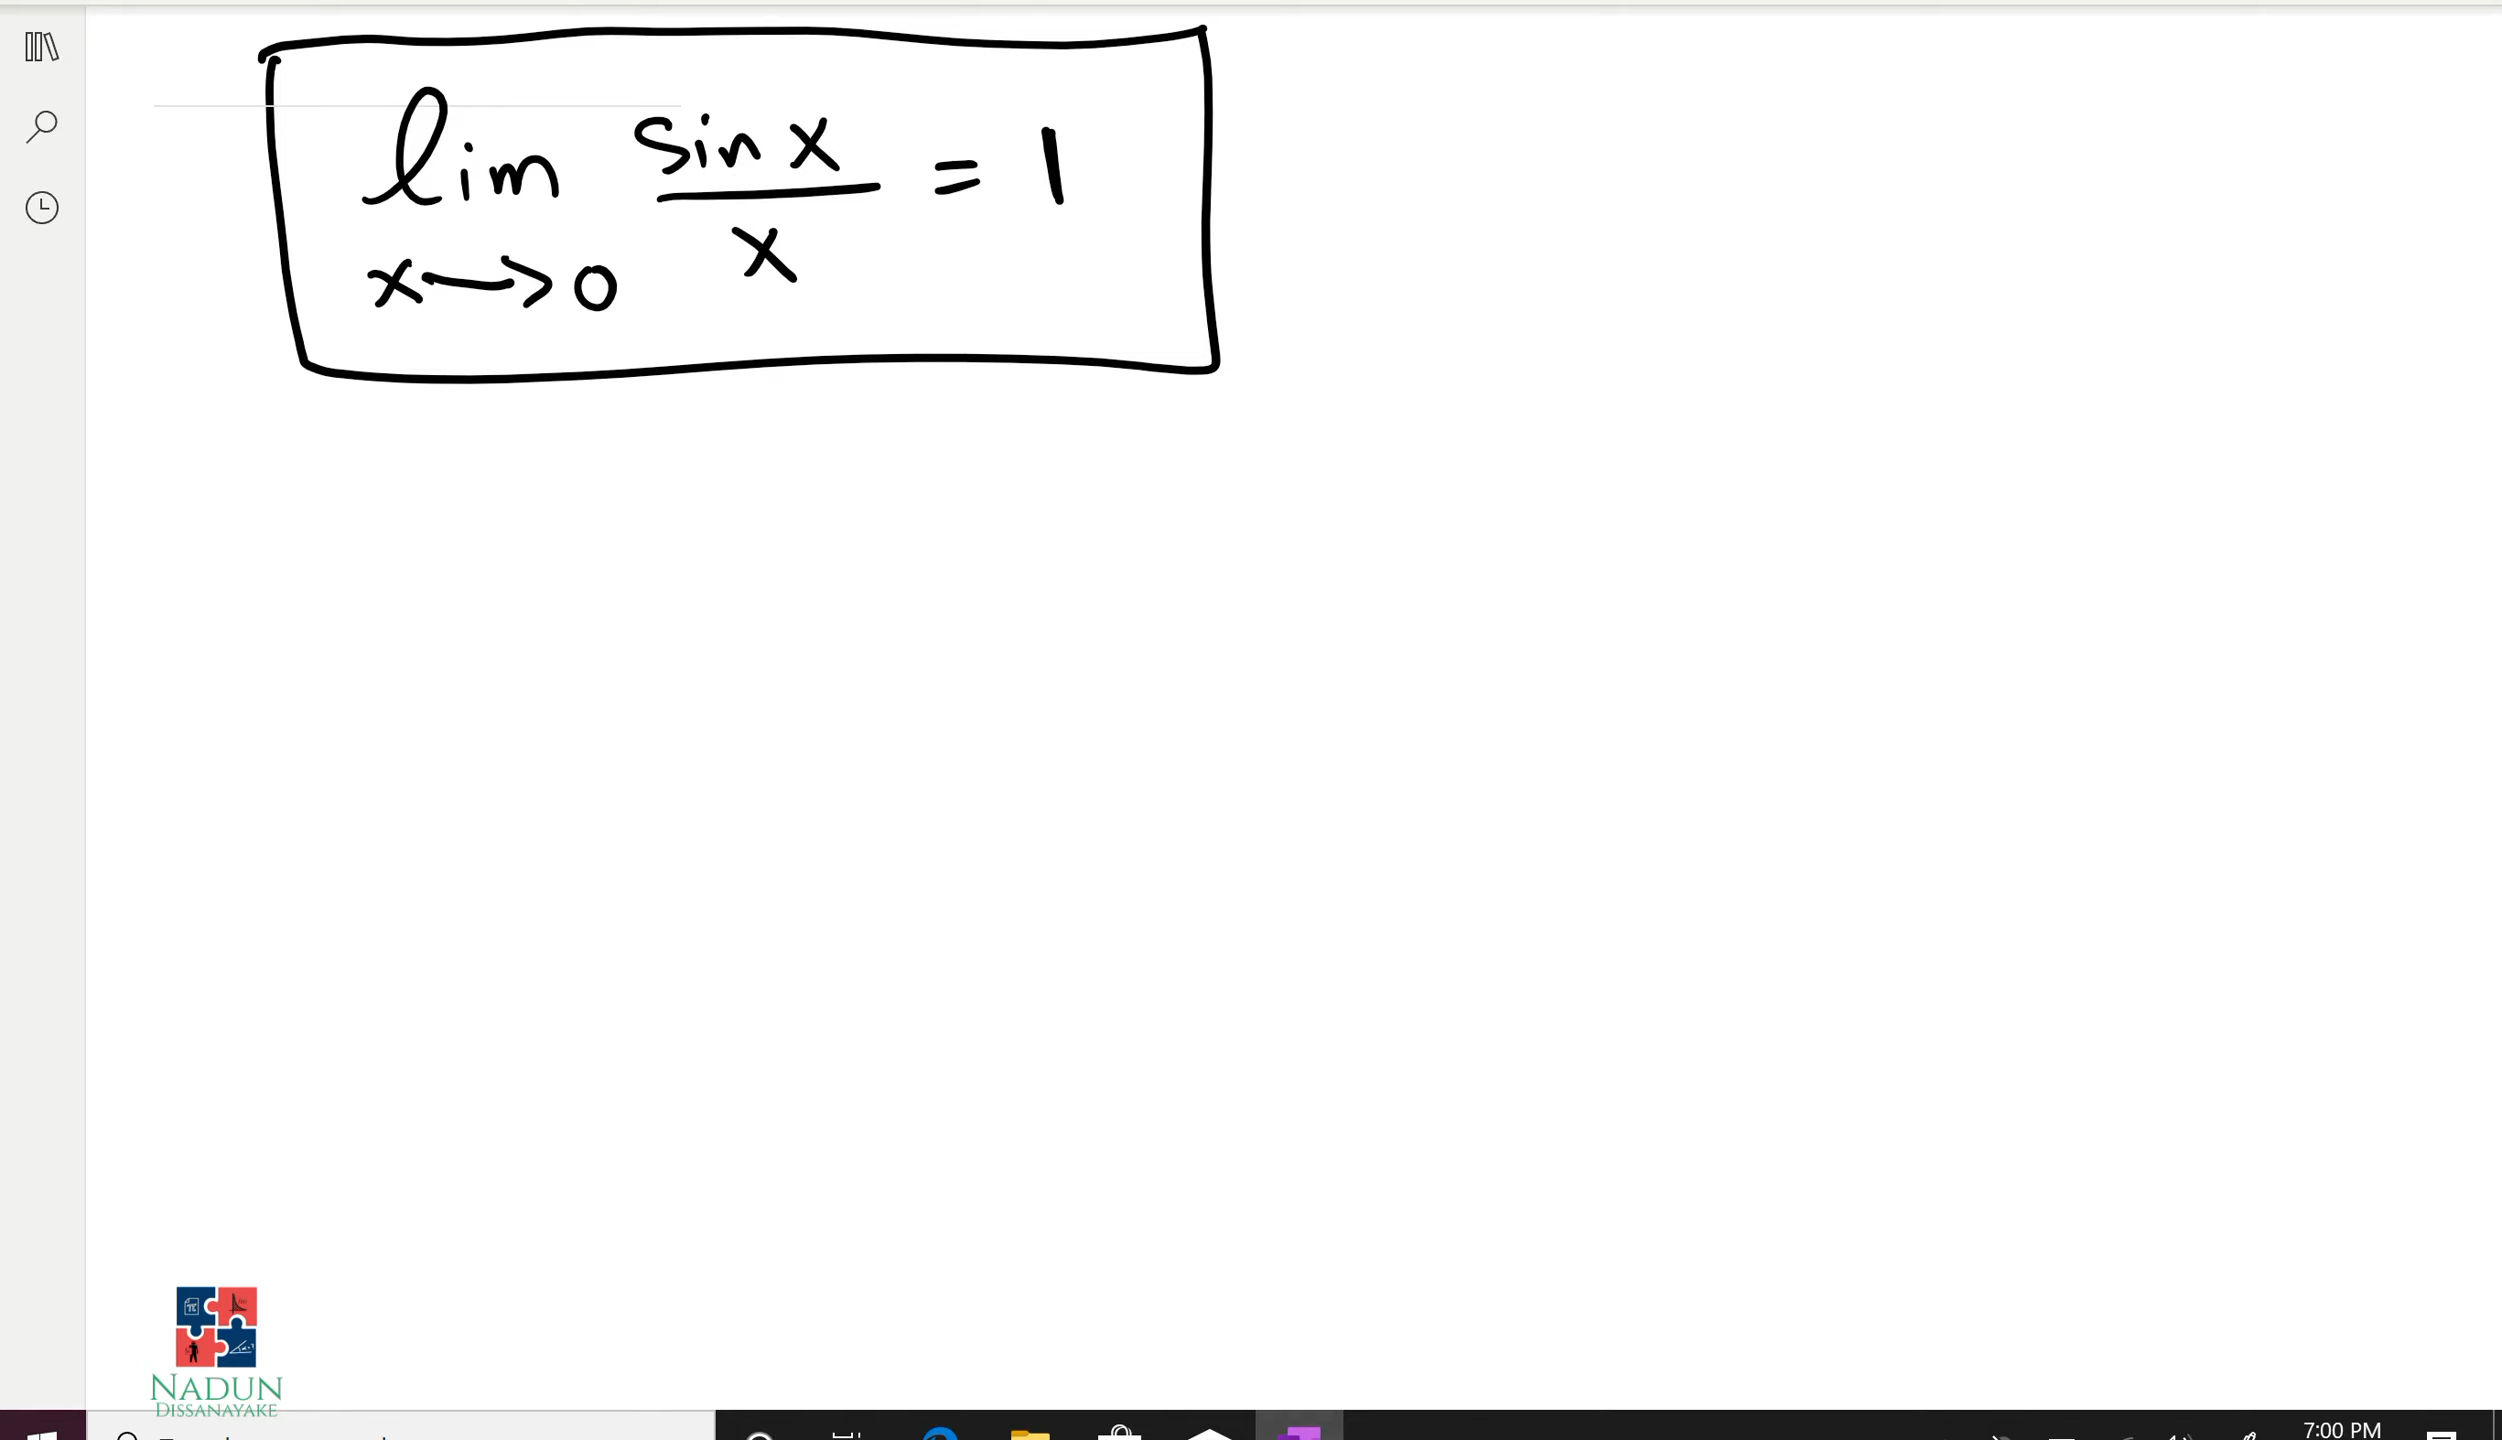 lim sin x / x = 1
x → 0
NADUN
DISSANAYAKE
7:00 PM